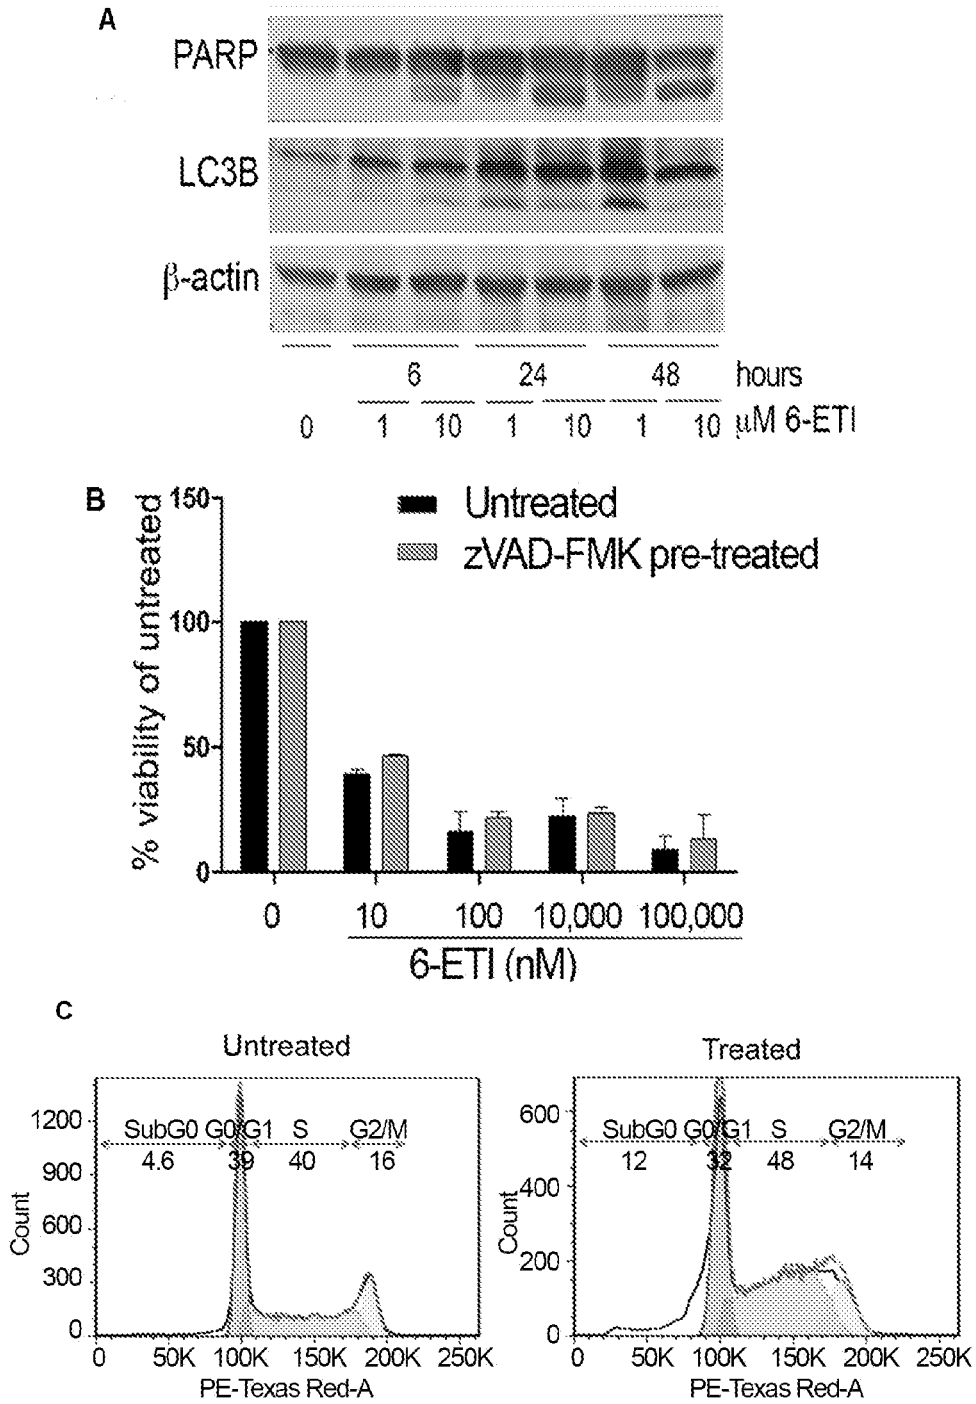 A
PARP
LC3B
β-actin
6 24 48 hours
0 1 10 1 10 1 10 μM 6-ETI
B
150
100
50
0
% viability of untreated
Untreated
zVAD-FMK pre-treated
0 10 100 10,000 100,000
6-ETI (nM)
C
Untreated
1200
900
600
300
0
Count
SubG0 G0/G1 S G2/M
4.6 39 40 16
0 50K 100K 150K 200K 250K
PE-Texas Red-A
Treated
600
400
200
0
Count
SubG0 G0/G1 S G2/M
12 32 48 14
0 50K 100K 150K 200K 250K
PE-Texas Red-A